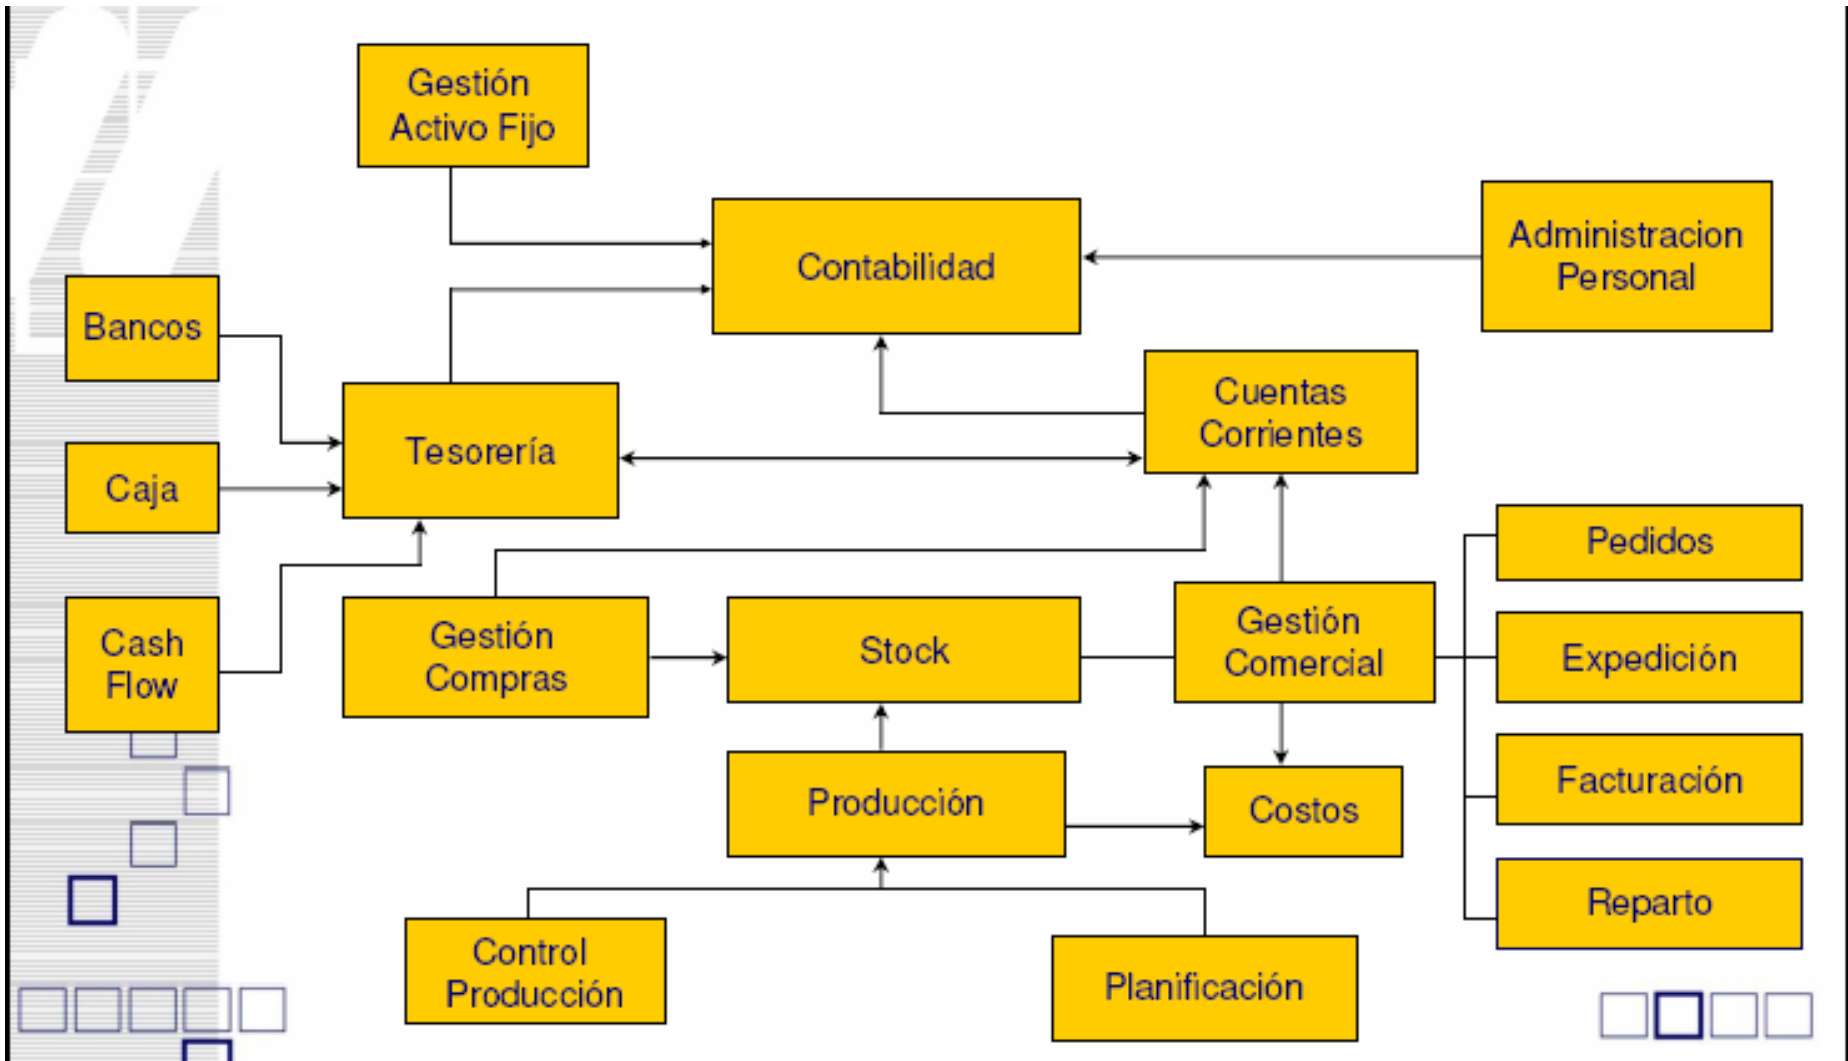 Gestión
Activo Fijo
Contabilidad
Administracion
Personal
Bancos
Tesorería
Cuentas
Corrientes
Caja
Pedidos
Cash
Flow
Gestión
Compras
Stock
Gestión
Comercial
Expedición
Producción
Costos
Facturación
Reparto
Control
Producción
Planificación